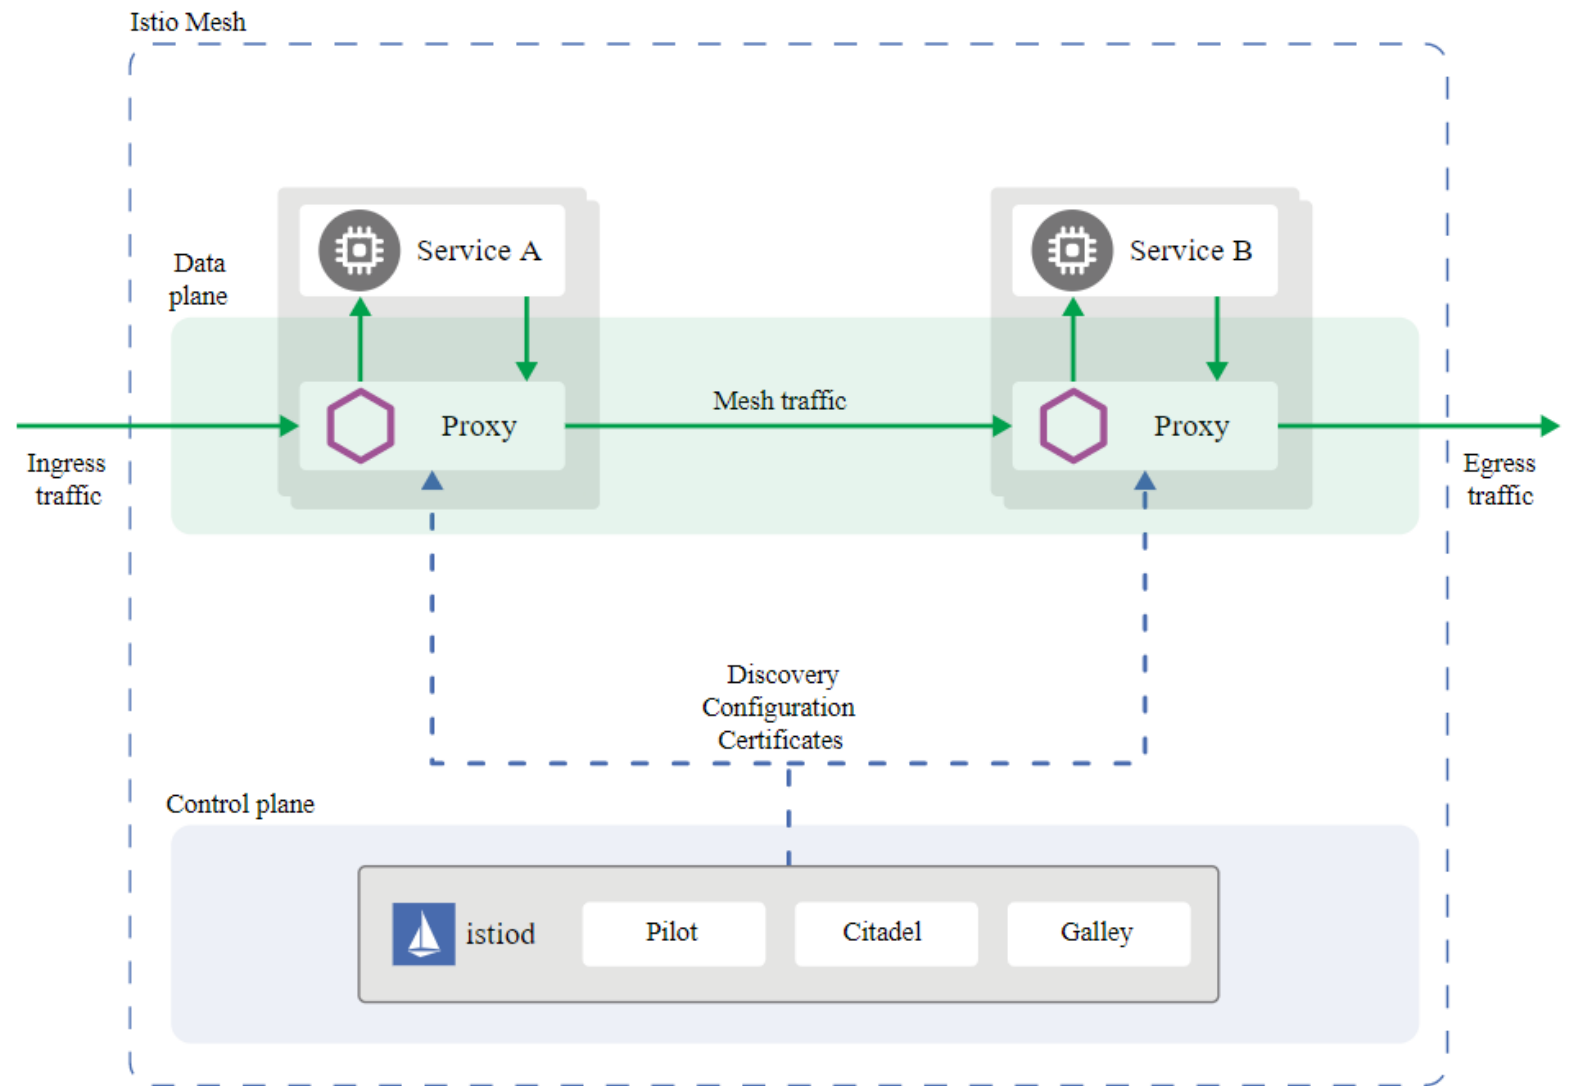 Istio Mesh
Service A
Service B
Data
plane
Mesh traffic
Proxy
Proxy
Ingress
traffic
Egress
traffic
Discovery
Configuration
Certificates
Control plane
istiod
Pilot
Citadel
Galley